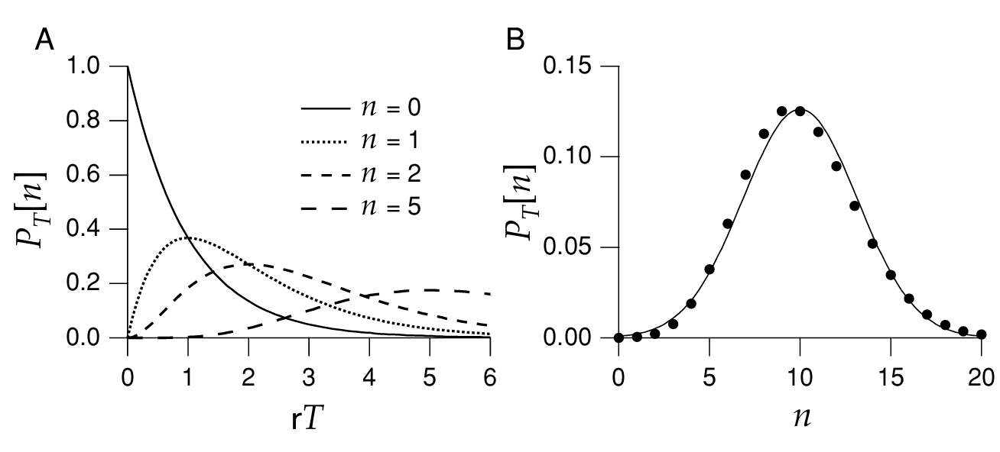 A
1.0
0.8
0.6
0.4
0.2
0.0
P_T[n]
n = 0
n = 1
n = 2
n = 5
0 1 2 3 4 5 6
rT
B
0.15
0.10
0.05
0.00
P_T[n]
0 5 10 15 20
n